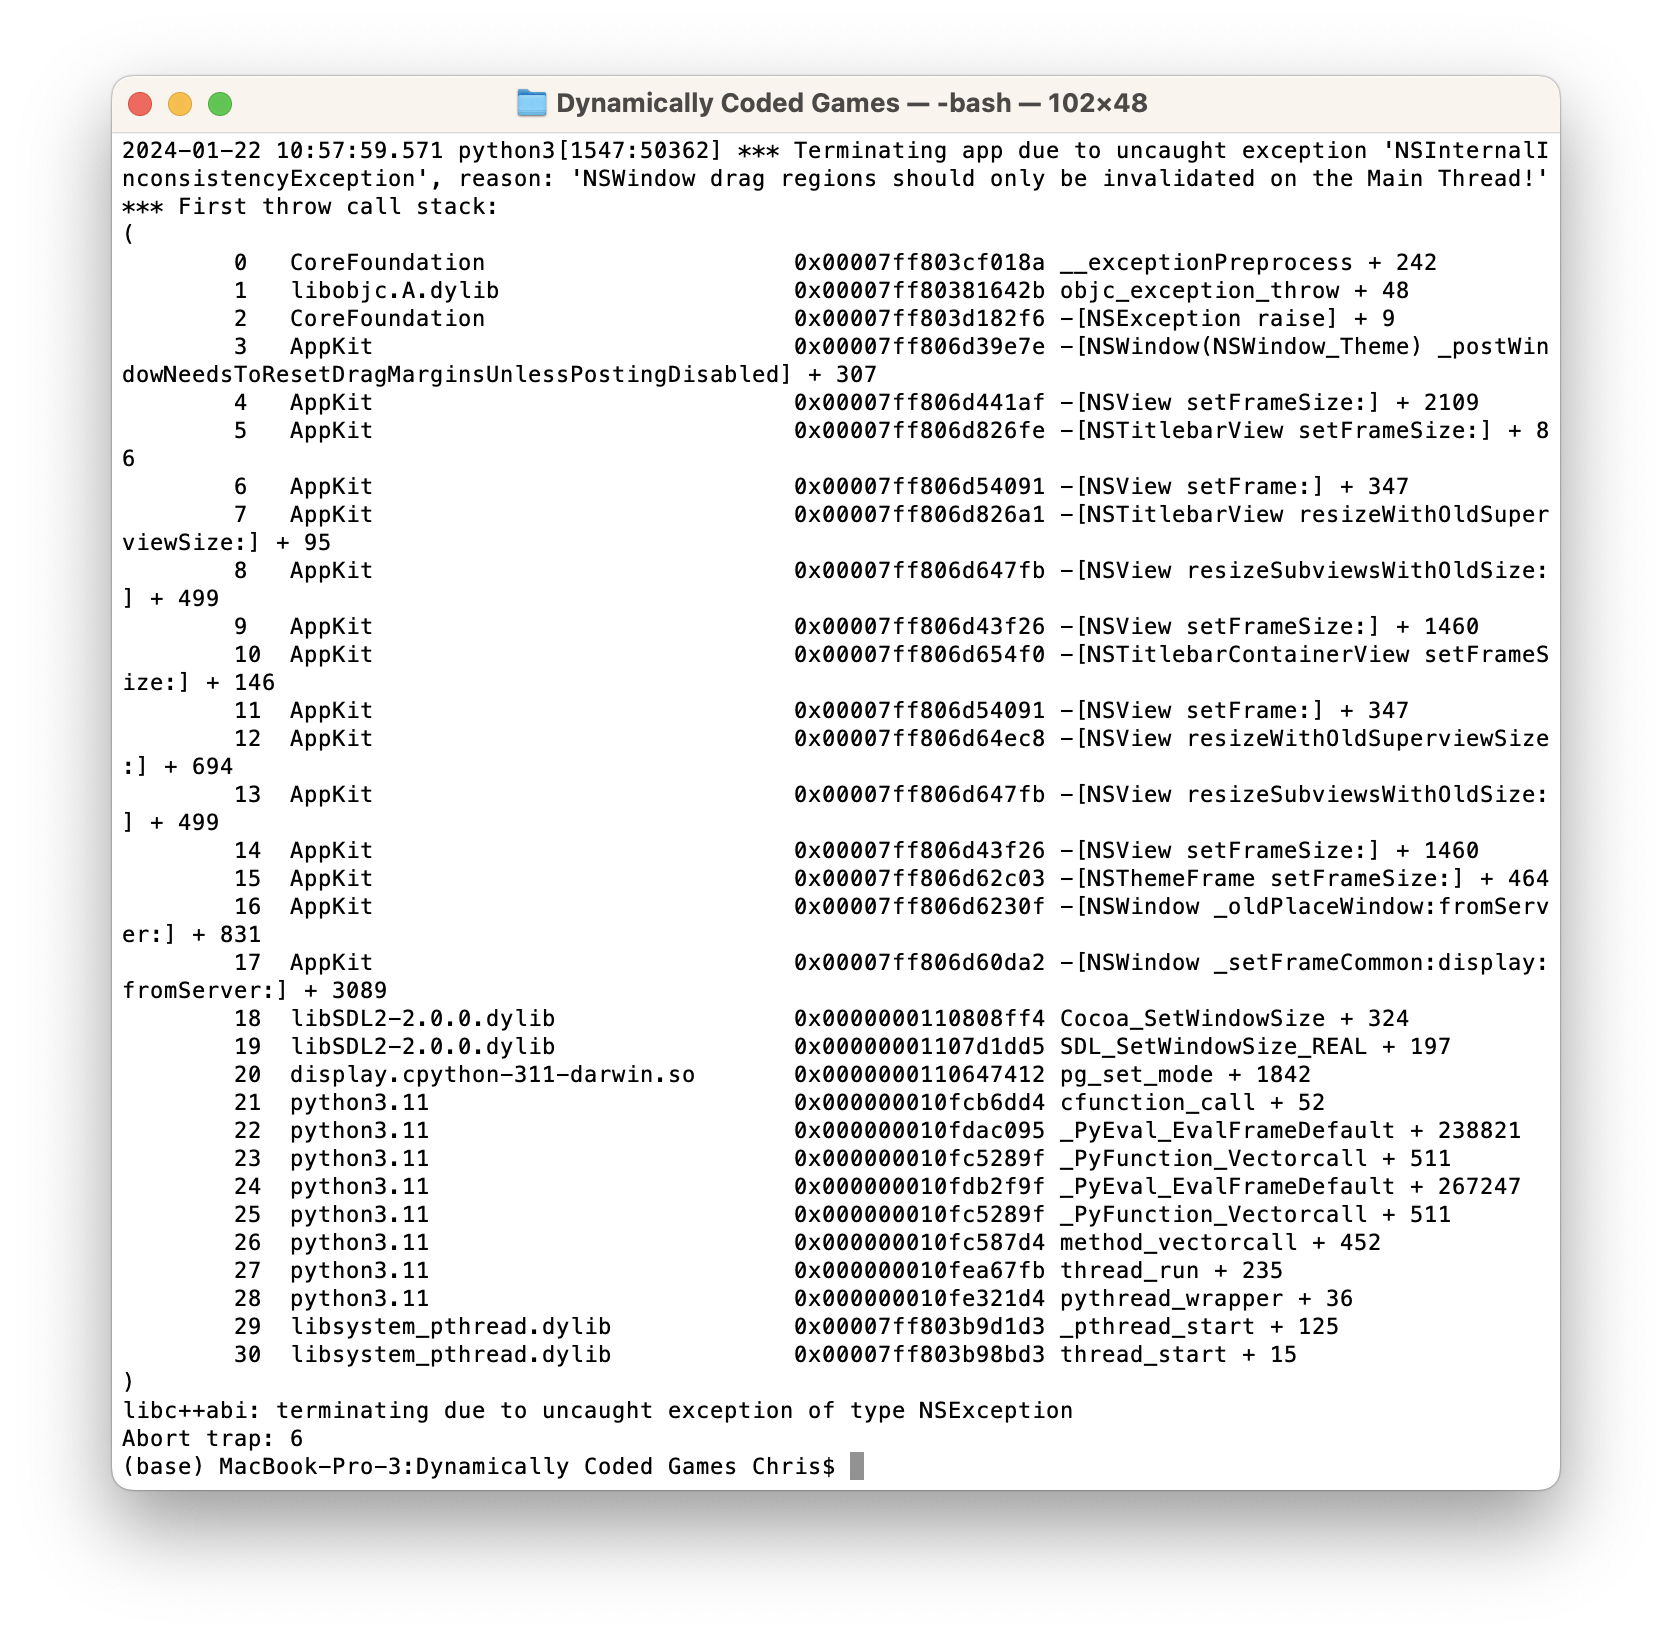 Dynamically Coded Games — -bash — 102×48
2024-01-22 10:57:59.571 python3[1547:50362] *** Terminating app due to uncaught exception 'NSInternalI
nconsistencyException', reason: 'NSWindow drag regions should only be invalidated on the Main Thread!'
*** First throw call stack:
(
0   CoreFoundation                      0x00007ff803cf018a __exceptionPreprocess + 242
1   libobjc.A.dylib                     0x00007ff80381642b objc_exception_throw + 48
2   CoreFoundation                      0x00007ff803d182f6 -[NSException raise] + 9
3   AppKit                              0x00007ff806d39e7e -[NSWindow(NSWindow_Theme) _postWin
dowNeedsToResetDragMarginsUnlessPostingDisabled] + 307
4   AppKit                              0x00007ff806d441af -[NSView setFrameSize:] + 2109
5   AppKit                              0x00007ff806d826fe -[NSTitlebarView setFrameSize:] + 8
6
6   AppKit                              0x00007ff806d54091 -[NSView setFrame:] + 347
7   AppKit                              0x00007ff806d826a1 -[NSTitlebarView resizeWithOldSuper
viewSize:] + 95
8   AppKit                              0x00007ff806d647fb -[NSView resizeSubviewsWithOldSize:
] + 499
9   AppKit                              0x00007ff806d43f26 -[NSView setFrameSize:] + 1460
10  AppKit                              0x00007ff806d654f0 -[NSTitlebarContainerView setFrameS
ize:] + 146
11  AppKit                              0x00007ff806d54091 -[NSView setFrame:] + 347
12  AppKit                              0x00007ff806d64ec8 -[NSView resizeWithOldSuperviewSize
:] + 694
13  AppKit                              0x00007ff806d647fb -[NSView resizeSubviewsWithOldSize:
] + 499
14  AppKit                              0x00007ff806d43f26 -[NSView setFrameSize:] + 1460
15  AppKit                              0x00007ff806d62c03 -[NSThemeFrame setFrameSize:] + 464
16  AppKit                              0x00007ff806d6230f -[NSWindow _oldPlaceWindow:fromServ
er:] + 831
17  AppKit                              0x00007ff806d60da2 -[NSWindow _setFrameCommon:display:
fromServer:] + 3089
18  libSDL2-2.0.0.dylib                 0x0000000110808ff4 Cocoa_SetWindowSize + 324
19  libSDL2-2.0.0.dylib                 0x00000001107d1dd5 SDL_SetWindowSize_REAL + 197
20  display.cpython-311-darwin.so       0x0000000110647412 pg_set_mode + 1842
21  python3.11                          0x000000010fcb6dd4 cfunction_call + 52
22  python3.11                          0x000000010fdac095 _PyEval_EvalFrameDefault + 238821
23  python3.11                          0x000000010fc5289f _PyFunction_Vectorcall + 511
24  python3.11                          0x000000010fdb2f9f _PyEval_EvalFrameDefault + 267247
25  python3.11                          0x000000010fc5289f _PyFunction_Vectorcall + 511
26  python3.11                          0x000000010fc587d4 method_vectorcall + 452
27  python3.11                          0x000000010fea67fb thread_run + 235
28  python3.11                          0x000000010fe321d4 pythread_wrapper + 36
29  libsystem_pthread.dylib             0x00007ff803b9d1d3 _pthread_start + 125
30  libsystem_pthread.dylib             0x00007ff803b98bd3 thread_start + 15
)
libc++abi: terminating due to uncaught exception of type NSException
Abort trap: 6
(base) MacBook-Pro-3:Dynamically Coded Games Chris$